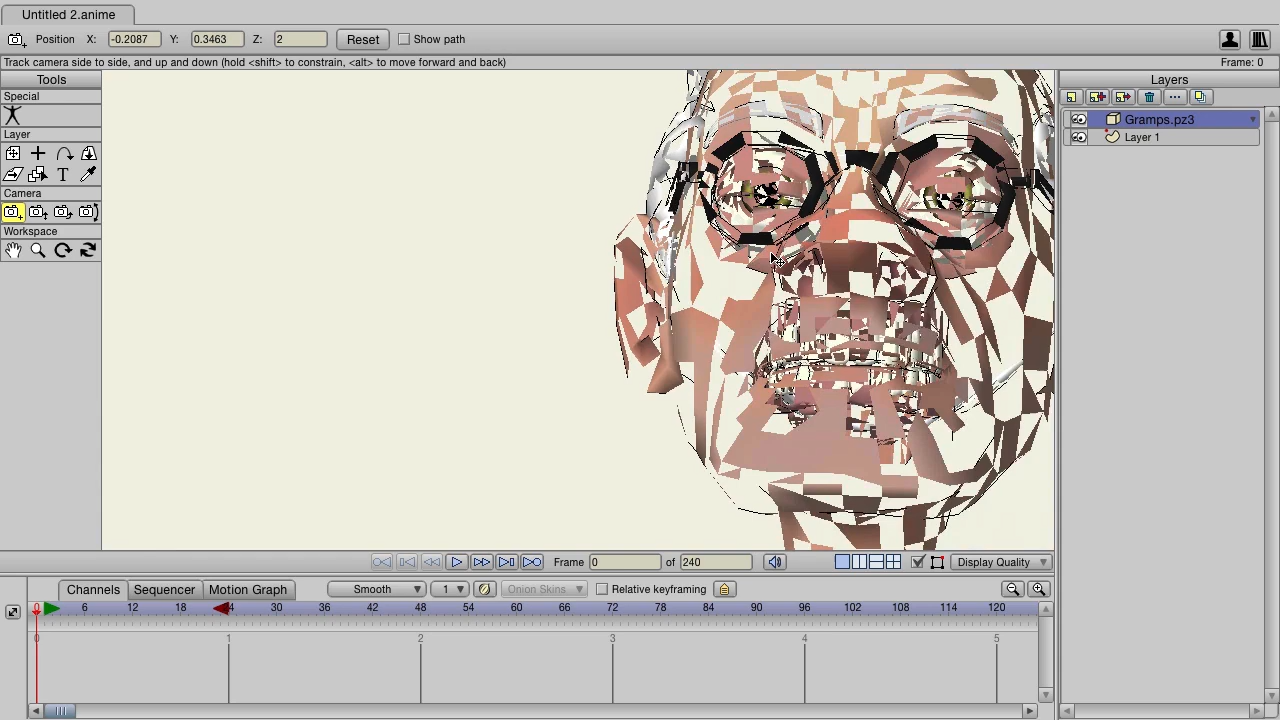 Untitled 2.anime
Position X: -0.2087 Y: 0.3463 Z: 2 Reset Show path
Track camera side to side, and up and down (hold <shift> to constrain, <alt> to move forward and back) Frame: 0
Tools
Special
Layer
T
Camera
Workspace
Layers
Gramps.pz3
Layer 1
Frame 0 of 240 Display Quality
Channels Sequencer Motion Graph Smooth 1 Onion Skins Relative keyframing
0 6 12 18 24 30 36 42 48 54 60 66 72 78 84 90 96 102 108 114 120
0 1 2 3 4 5